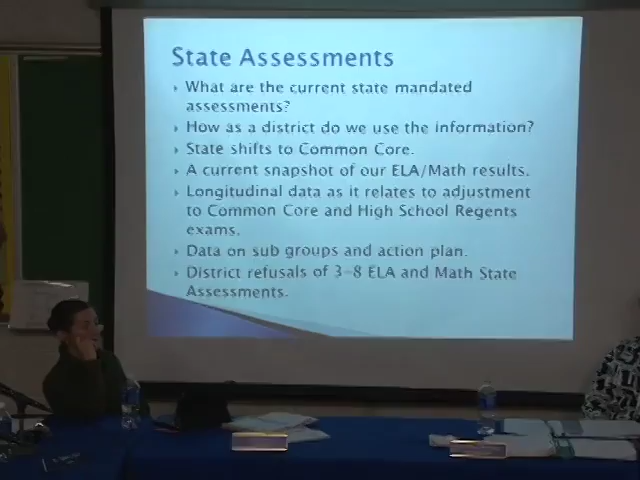 State Assessments
What are the current state mandated
assessments?
How as a district do we use the information?
State shifts to Common Core.
A current snapshot of our ELA/Math results.
Longitudinal data as it relates to adjustment
to Common Core and High School Regents
exams.
Data on sub groups and action plan.
District refusals of 3-8 ELA and Math State
Assessments.